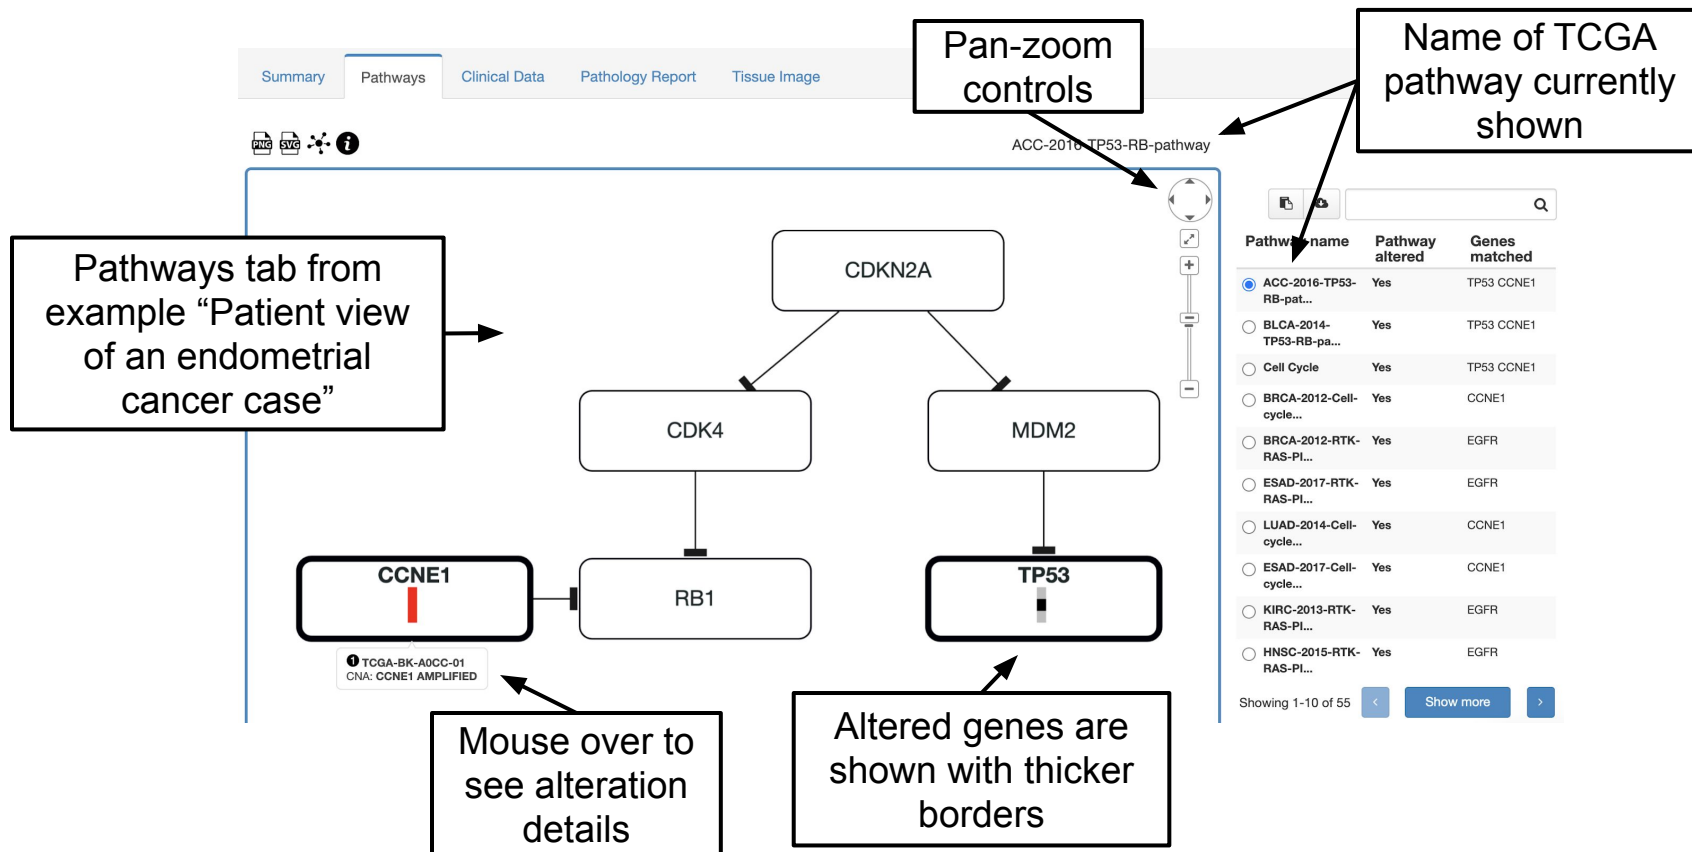 Pan-zoom
controls
Name of TCGA
pathway currently
shown
Summary
Pathways
Clinical Data
Pathology Report
Tissue Image
PNG
SVG
i
ACC-2016-TP53-RB-pathway
Pathways tab from
example “Patient view
of an endometrial
cancer case”
CDKN2A
CDK4
MDM2
CCNE1
RB1
TP53
1 TCGA-BK-A0CC-01
CNA: CCNE1 AMPLIFIED
Mouse over to
see alteration
details
Altered genes are
shown with thicker
borders
Pathway name
Pathway
altered
Genes
matched
ACC-2016-TP53-
RB-pat...
Yes
TP53 CCNE1
BLCA-2014-
TP53-RB-pa...
Yes
TP53 CCNE1
Cell Cycle
Yes
TP53 CCNE1
BRCA-2012-Cell-
cycle...
Yes
CCNE1
BRCA-2012-RTK-
RAS-PI...
Yes
EGFR
ESAD-2017-RTK-
RAS-PI...
Yes
EGFR
LUAD-2014-Cell-
cycle...
Yes
CCNE1
ESAD-2017-Cell-
cycle...
Yes
CCNE1
KIRC-2013-RTK-
RAS-PI...
Yes
EGFR
HNSC-2015-RTK-
RAS-PI...
Yes
EGFR
Showing 1-10 of 55
Show more